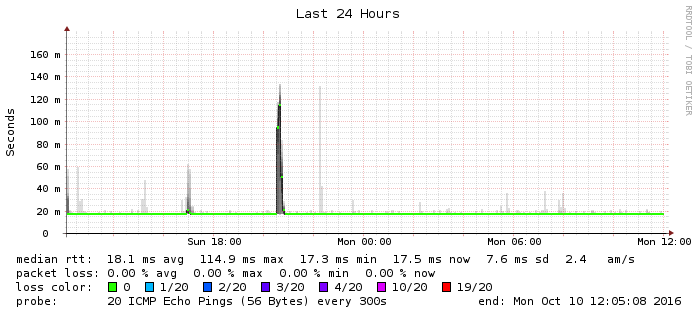 Last 24 Hours
RRDTOOL / TOBI OETIKER
Seconds
160 m
140 m
120 m
100 m
80 m
60 m
40 m
20 m
0
Sun 18:00 Mon 00:00 Mon 06:00 Mon 12:00
median rtt: 18.1 ms avg 114.9 ms max 17.3 ms min 17.5 ms now 7.6 ms sd 2.4 am/s
packet loss: 0.00 % avg 0.00 % max 0.00 % min 0.00 % now
loss color: 0 1/20 2/20 3/20 4/20 10/20 19/20
probe: 20 ICMP Echo Pings (56 Bytes) every 300s end: Mon Oct 10 12:05:08 2016